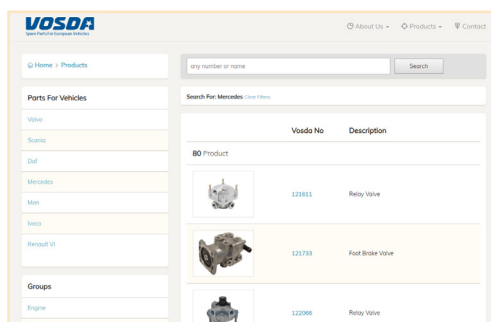 VOSDA
Spare Parts For European Vehicles
About Us
Products
Contact
Home > Products
any number or name
Search
Parts For Vehicles
Volvo
Scania
Daf
Mercedes
Man
Iveco
Renault VI
Groups
Engine
Search For: Mercedes Clear Filters
Vosda No Description
80 Product
121611 Relay Valve
121733 Foot Brake Valve
122066 Relay Valve